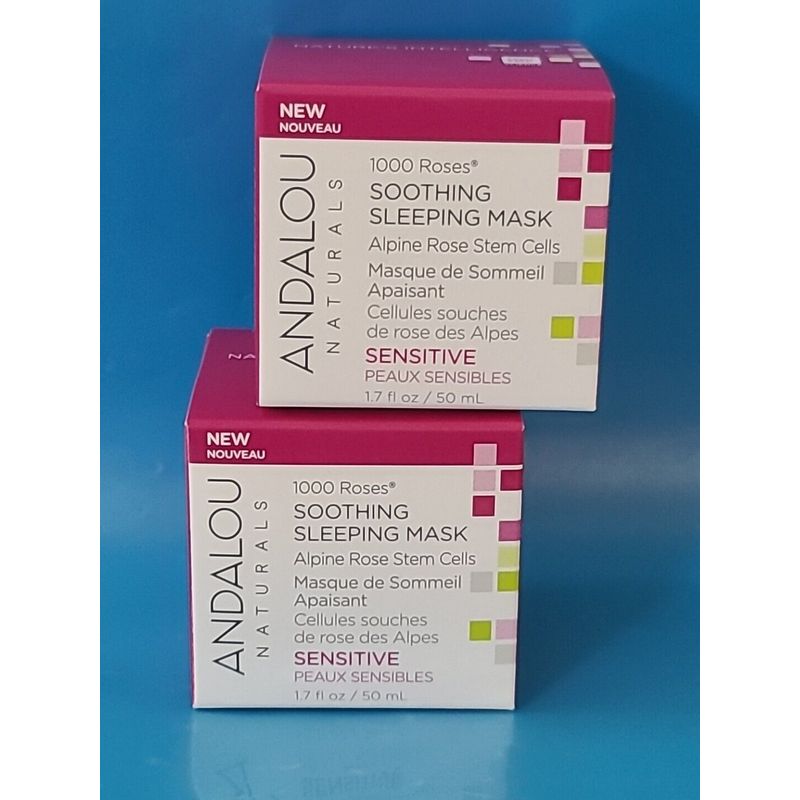 NATURE'S INTELLIGENCE
NEW
NOUVEAU
ANDALOU
NATURALS
1000 Roses®
SOOTHING
SLEEPING MASK
Alpine Rose Stem Cells
Masque de Sommeil
Apaisant
Cellules souches
de rose des Alpes
SENSITIVE
PEAUX SENSIBLES
1.7 fl oz / 50 mL
NEW
NOUVEAU
ANDALOU
NATURALS
1000 Roses®
SOOTHING
SLEEPING MASK
Alpine Rose Stem Cells
Masque de Sommeil
Apaisant
Cellules souches
de rose des Alpes
SENSITIVE
PEAUX SENSIBLES
1.7 fl oz / 50 mL